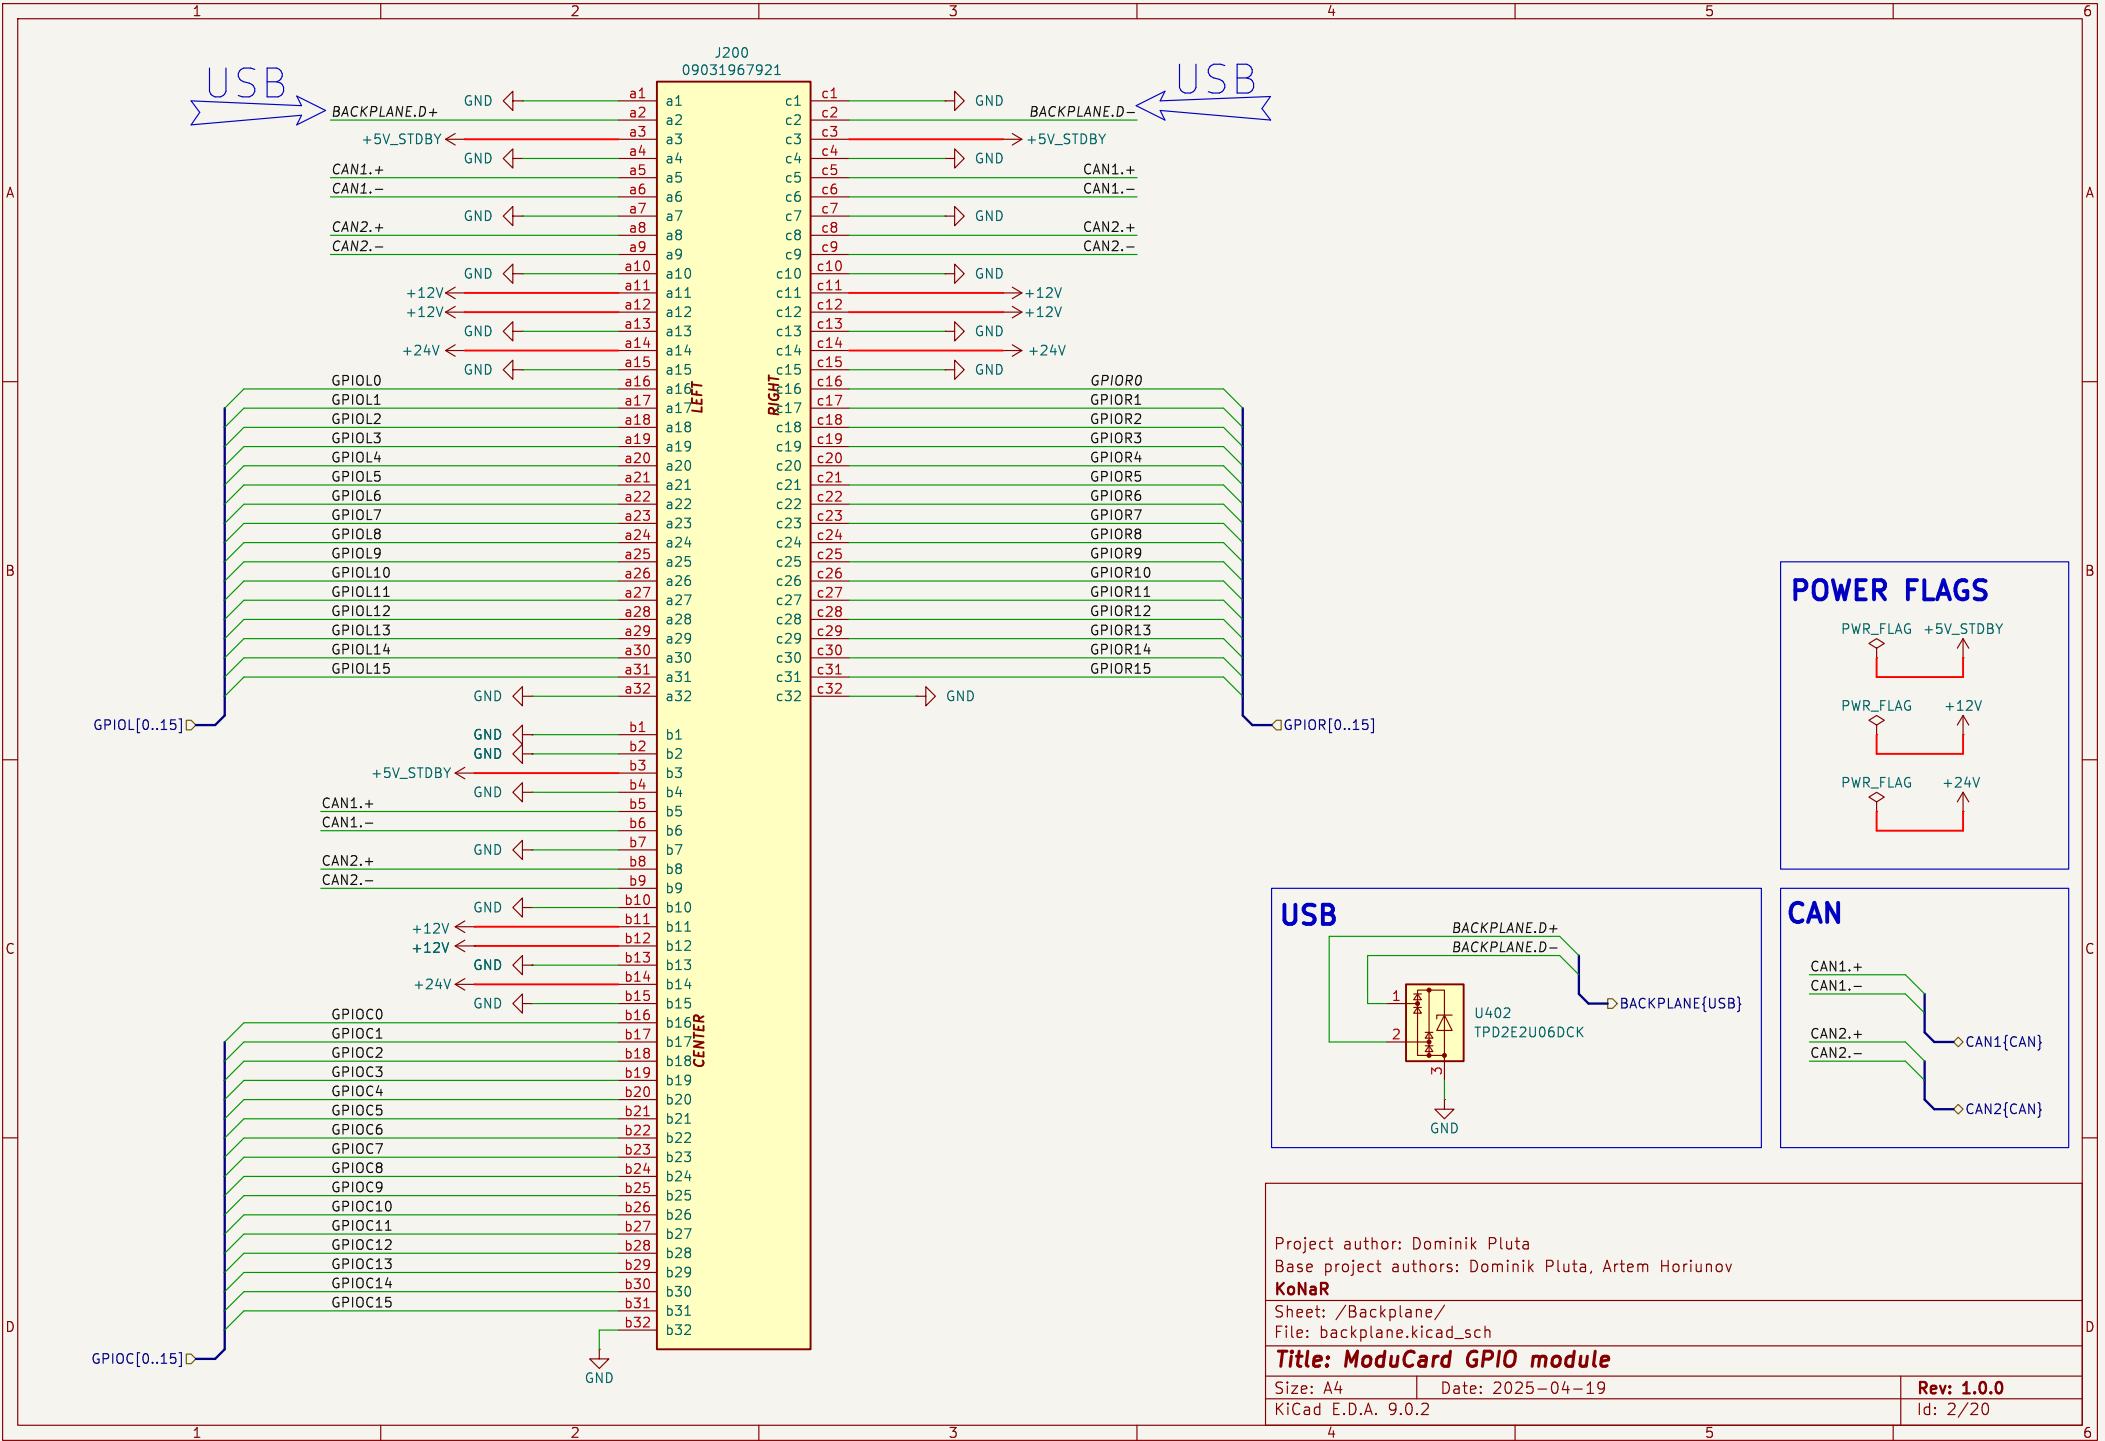 1 2 3 4 5 6
J200
09031967921
USB
USB
A
A
B
B
C
C
D
D
GND a1 a1 c1 c1 GND
BACKPLANE.D+ a2 a2 c2 c2 BACKPLANE.D-
+5V_STDBY a3 a3 c3 c3 +5V_STDBY
GND a4 a4 c4 c4 GND
CAN1.+ a5 a5 c5 c5 CAN1.+
CAN1.- a6 a6 c6 c6 CAN1.-
GND a7 a7 c7 c7 GND
CAN2.+ a8 a8 c8 c8 CAN2.+
CAN2.- a9 a9 c9 c9 CAN2.-
GND a10 a10 c10 c10 GND
+12V a11 a11 c11 c11 +12V
+12V a12 a12 c12 c12 +12V
GND a13 a13 c13 c13 GND
+24V a14 a14 c14 c14 +24V
GND a15 a15 c15 c15 GND
GPIOL0 a16 a16 c16 c16 GPIOR0
LEFT
RIGHT
GPIOL1 a17 a17 c17 c17 GPIOR1
GPIOL2 a18 a18 c18 c18 GPIOR2
GPIOL3 a19 a19 c19 c19 GPIOR3
GPIOL4 a20 a20 c20 c20 GPIOR4
GPIOL5 a21 a21 c21 c21 GPIOR5
GPIOL6 a22 a22 c22 c22 GPIOR6
GPIOL7 a23 a23 c23 c23 GPIOR7
GPIOL8 a24 a24 c24 c24 GPIOR8
GPIOL9 a25 a25 c25 c25 GPIOR9
GPIOL10 a26 a26 c26 c26 GPIOR10
GPIOL11 a27 a27 c27 c27 GPIOR11
GPIOL12 a28 a28 c28 c28 GPIOR12
GPIOL13 a29 a29 c29 c29 GPIOR13
GPIOL14 a30 a30 c30 c30 GPIOR14
GPIOL15 a31 a31 c31 c31 GPIOR15
GND a32 a32 c32 c32 GND
GPIOL[0..15]
GPIOR[0..15]
GND b1 b1
GND b2 b2
+5V_STDBY b3 b3
GND b4 b4
CAN1.+ b5 b5
CAN1.- b6 b6
GND b7 b7
CAN2.+ b8 b8
CAN2.- b9 b9
GND b10 b10
+12V b11 b11
+12V b12 b12
GND b13 b13
+24V b14 b14
GND b15 b15
GPIOC0 b16 b16
CENTER
GPIOC1 b17 b17
GPIOC2 b18 b18
GPIOC3 b19 b19
GPIOC4 b20 b20
GPIOC5 b21 b21
GPIOC6 b22 b22
GPIOC7 b23 b23
GPIOC8 b24 b24
GPIOC9 b25 b25
GPIOC10 b26 b26
GPIOC11 b27 b27
GPIOC12 b28 b28
GPIOC13 b29 b29
GPIOC14 b30 b30
GPIOC15 b31 b31
b32 b32
GPIOC[0..15]
GND
POWER FLAGS
PWR_FLAG +5V_STDBY
PWR_FLAG +12V
PWR_FLAG +24V
USB
BACKPLANE.D+
BACKPLANE.D-
1
2
3
U402
TPD2E2U06DCK
BACKPLANE{USB}
GND
CAN
CAN1.+
CAN1.-
CAN2.+
CAN2.-
CAN1{CAN}
CAN2{CAN}
Project author: Dominik Pluta
Base project authors: Dominik Pluta, Artem Horiunov
KoNaR
Sheet: /Backplane/
File: backplane.kicad_sch
Title: ModuCard GPIO module
Size: A4 Date: 2025-04-19 Rev: 1.0.0
KiCad E.D.A. 9.0.2 Id: 2/20
1 2 3 4 5 6